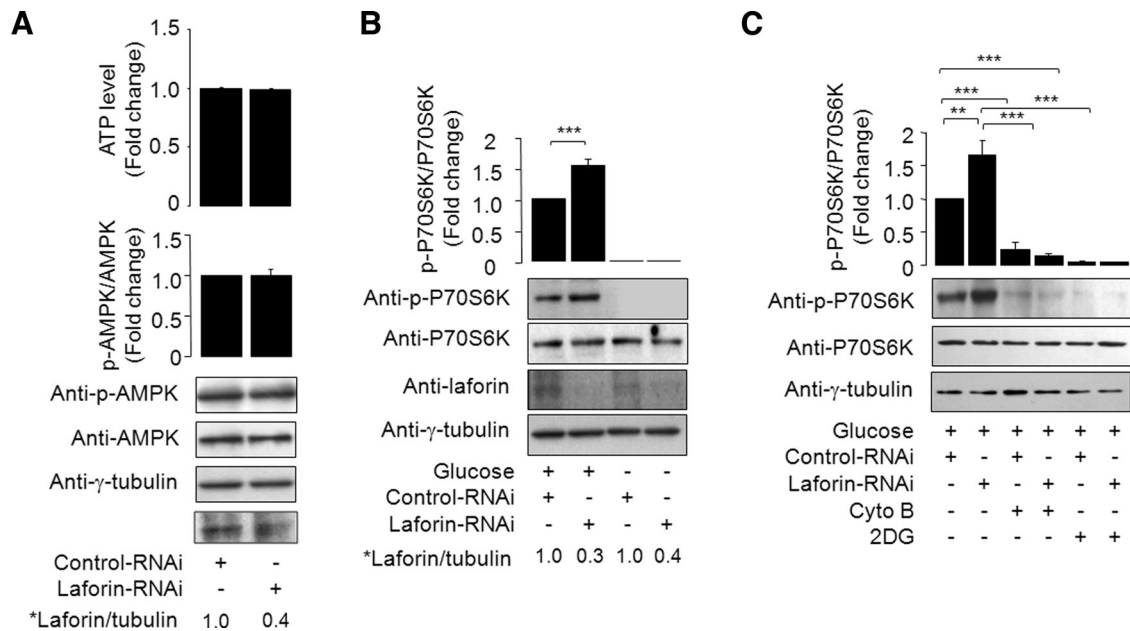 A
ATP level
(Fold change)
1.5
1.0
0.5
0
p-AMPK/AMPK
(Fold change)
1.5
1.0
0.5
0
Anti-p-AMPK
Anti-AMPK
Anti-γ-tubulin
Control-RNAi + -
Laforin-RNAi - +
*Laforin/tubulin 1.0 0.4
B
p-P70S6K/P70S6K
(Fold change)
2
1.5
1.0
0.5
0
***
Anti-p-P70S6K
Anti-P70S6K
Anti-laforin
Anti-γ-tubulin
Glucose + + - -
Control-RNAi + - + -
Laforin-RNAi - + - +
*Laforin/tubulin 1.0 0.3 1.0 0.4
C
p-P70S6K/P70S6K
(Fold change)
2
1.5
1.0
0.5
0
***
*** ***
** ***
Anti-p-P70S6K
Anti-P70S6K
Anti-γ-tubulin
Glucose + + + + + +
Control-RNAi + - + - + -
Laforin-RNAi - + - + - +
Cyto B - - + + - -
2DG - - - - + +